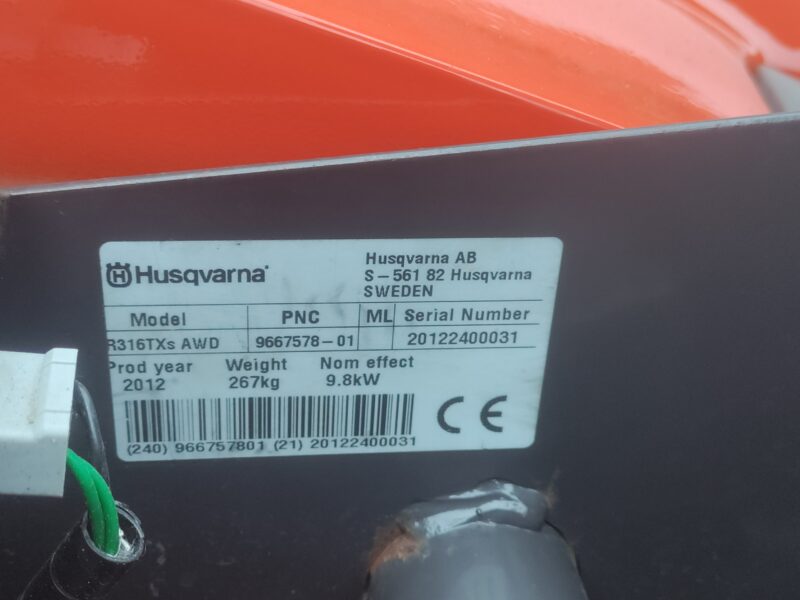 Husqvarna
Husqvarna AB
S-561 82 Husqvarna
SWEDEN
Model PNC ML Serial Number
R316TXs AWD 9667578-01 20122400031
Prod year Weight Nom effect
2012 267kg 9.8kW
CE
(240) 966757801 (21) 20122400031